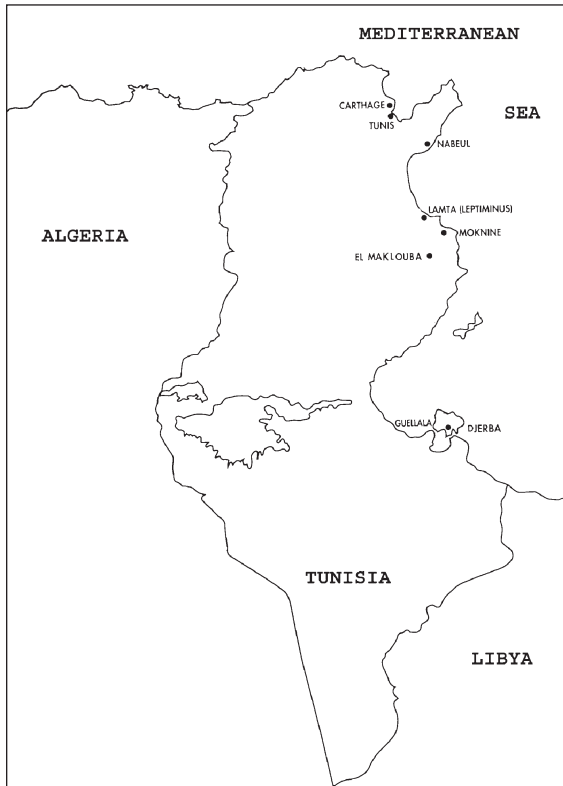 MEDITERRANEAN
SEA
CARTHAGE
TUNIS
NABEUL
LAMTA (LEPTIMINUS)
MOKNINE
ALGERIA
EL MAKLOUBA
GUELLALA
DJERBA
TUNISIA
LIBYA